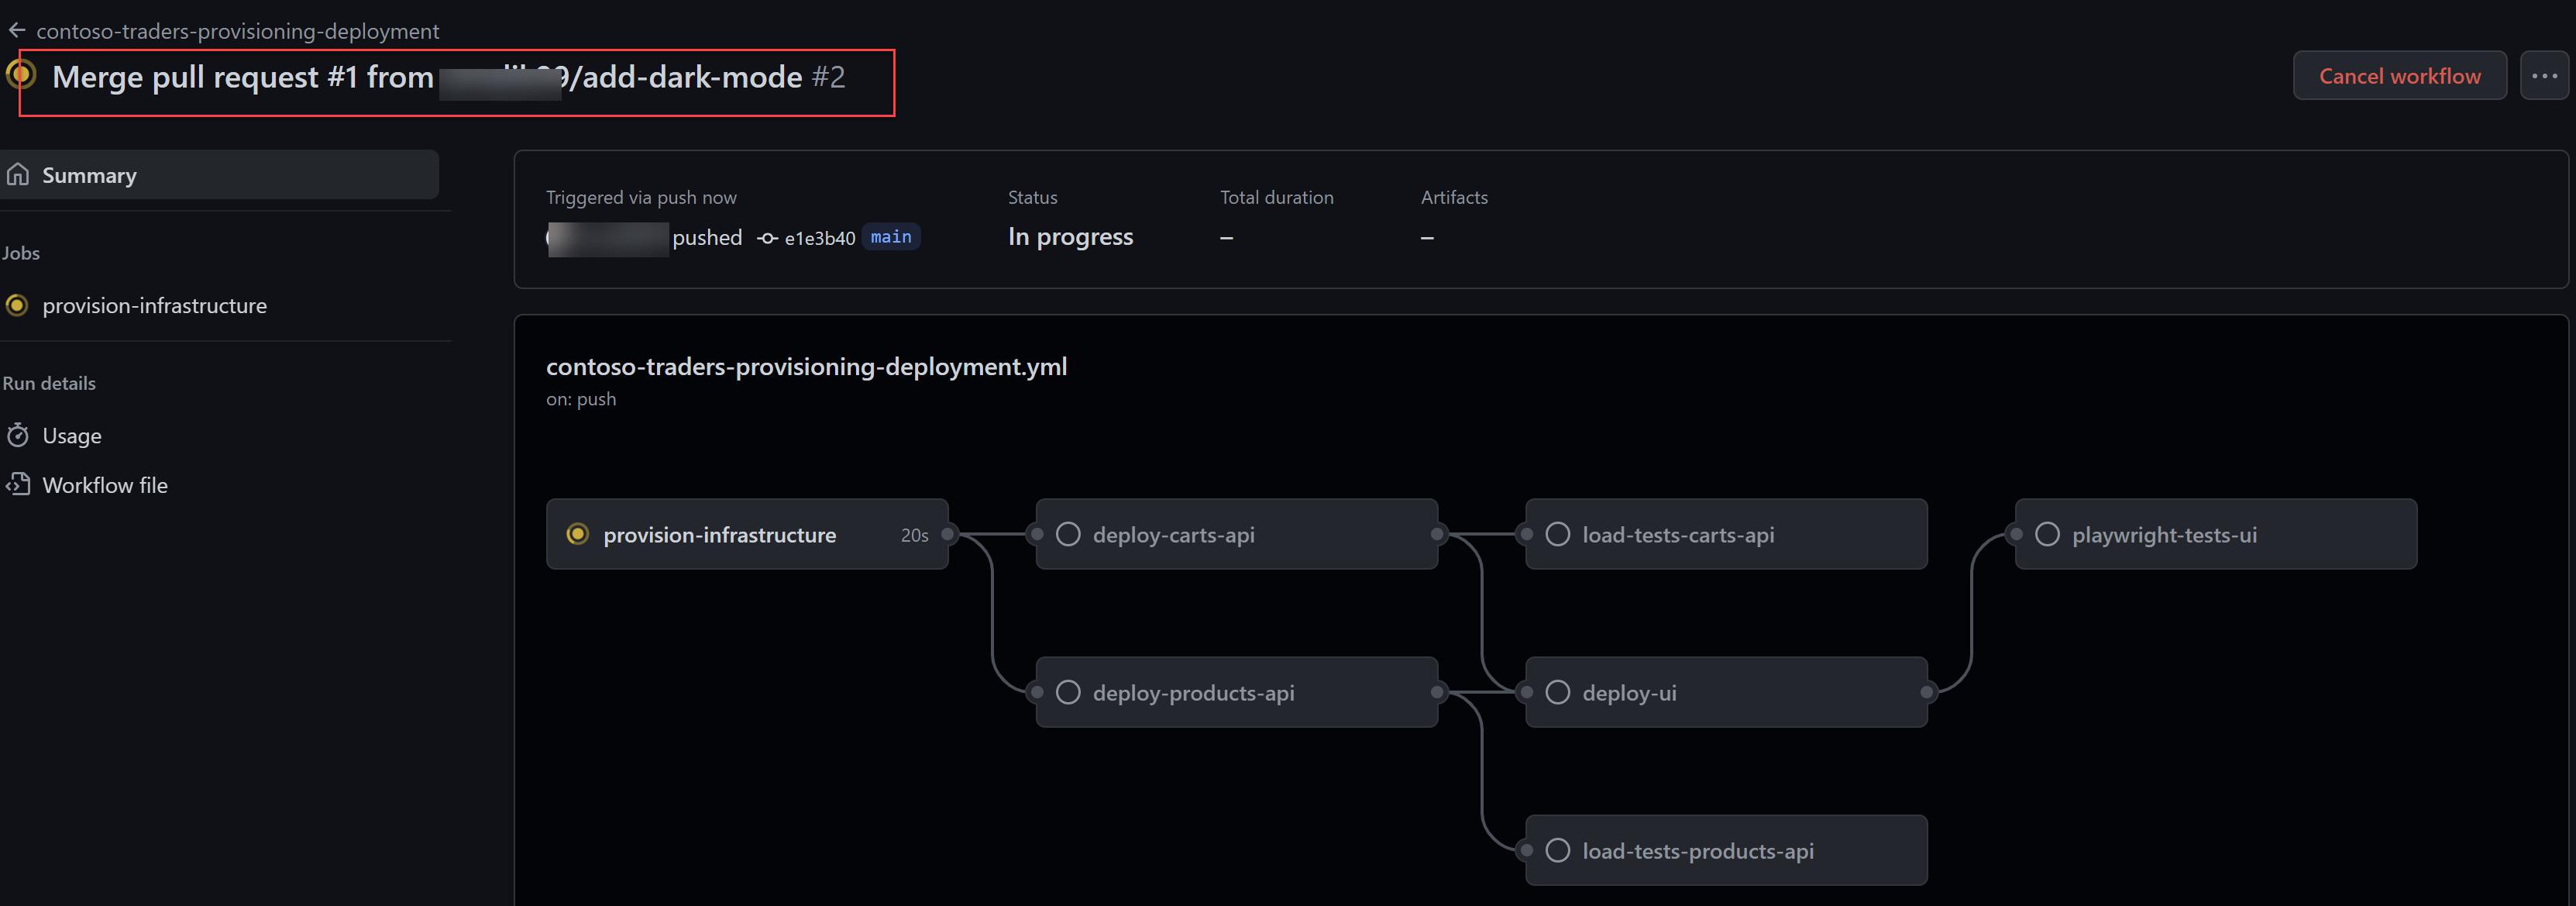 contoso-traders-provisioning-deployment
Merge pull request #1 from /add-dark-mode #2
Cancel workflow
Summary
Triggered via push now
Status
Total duration
Artifacts
pushed e1e3b40 main
In progress
–
–
Jobs
provision-infrastructure
Run details
Usage
Workflow file
contoso-traders-provisioning-deployment.yml
on: push
provision-infrastructure 20s
deploy-carts-api
load-tests-carts-api
playwright-tests-ui
deploy-products-api
deploy-ui
load-tests-products-api